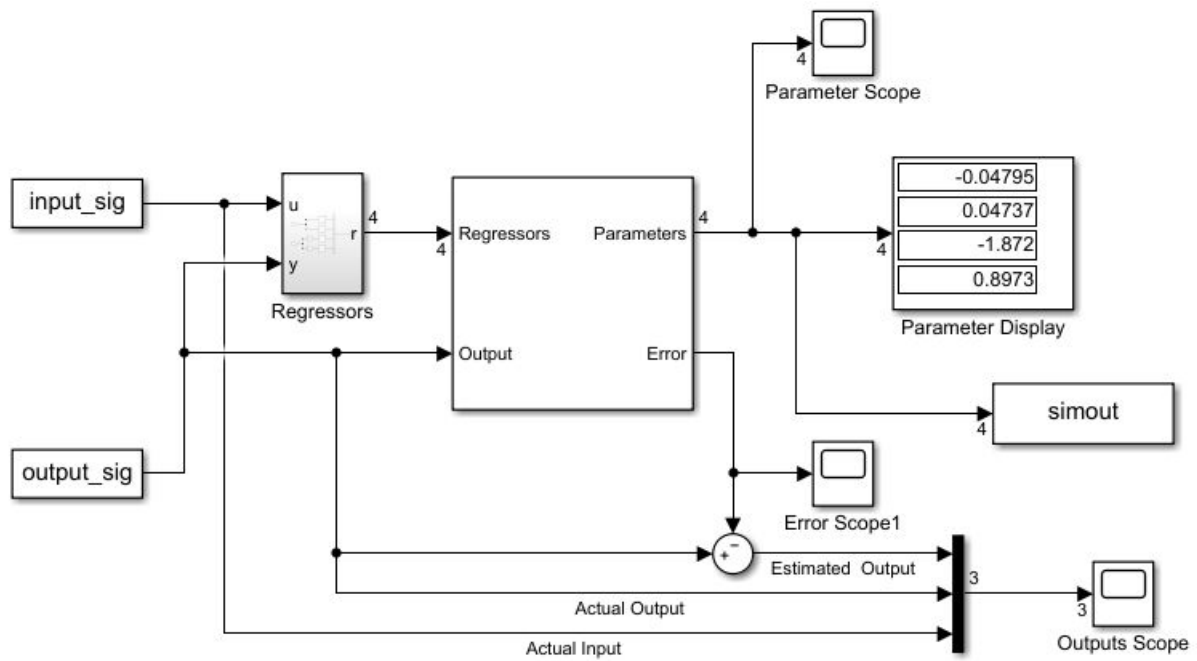 4
Parameter Scope
input_sig
u
y
r
4
Regressors
4
Regressors
Parameters
Output
Error
4
4
-0.04795
0.04737
-1.872
0.8973
Parameter Display
simout
4
output_sig
Error Scope1
+
−
Estimated Output
Actual Output
Actual Input
3
3
Outputs Scope